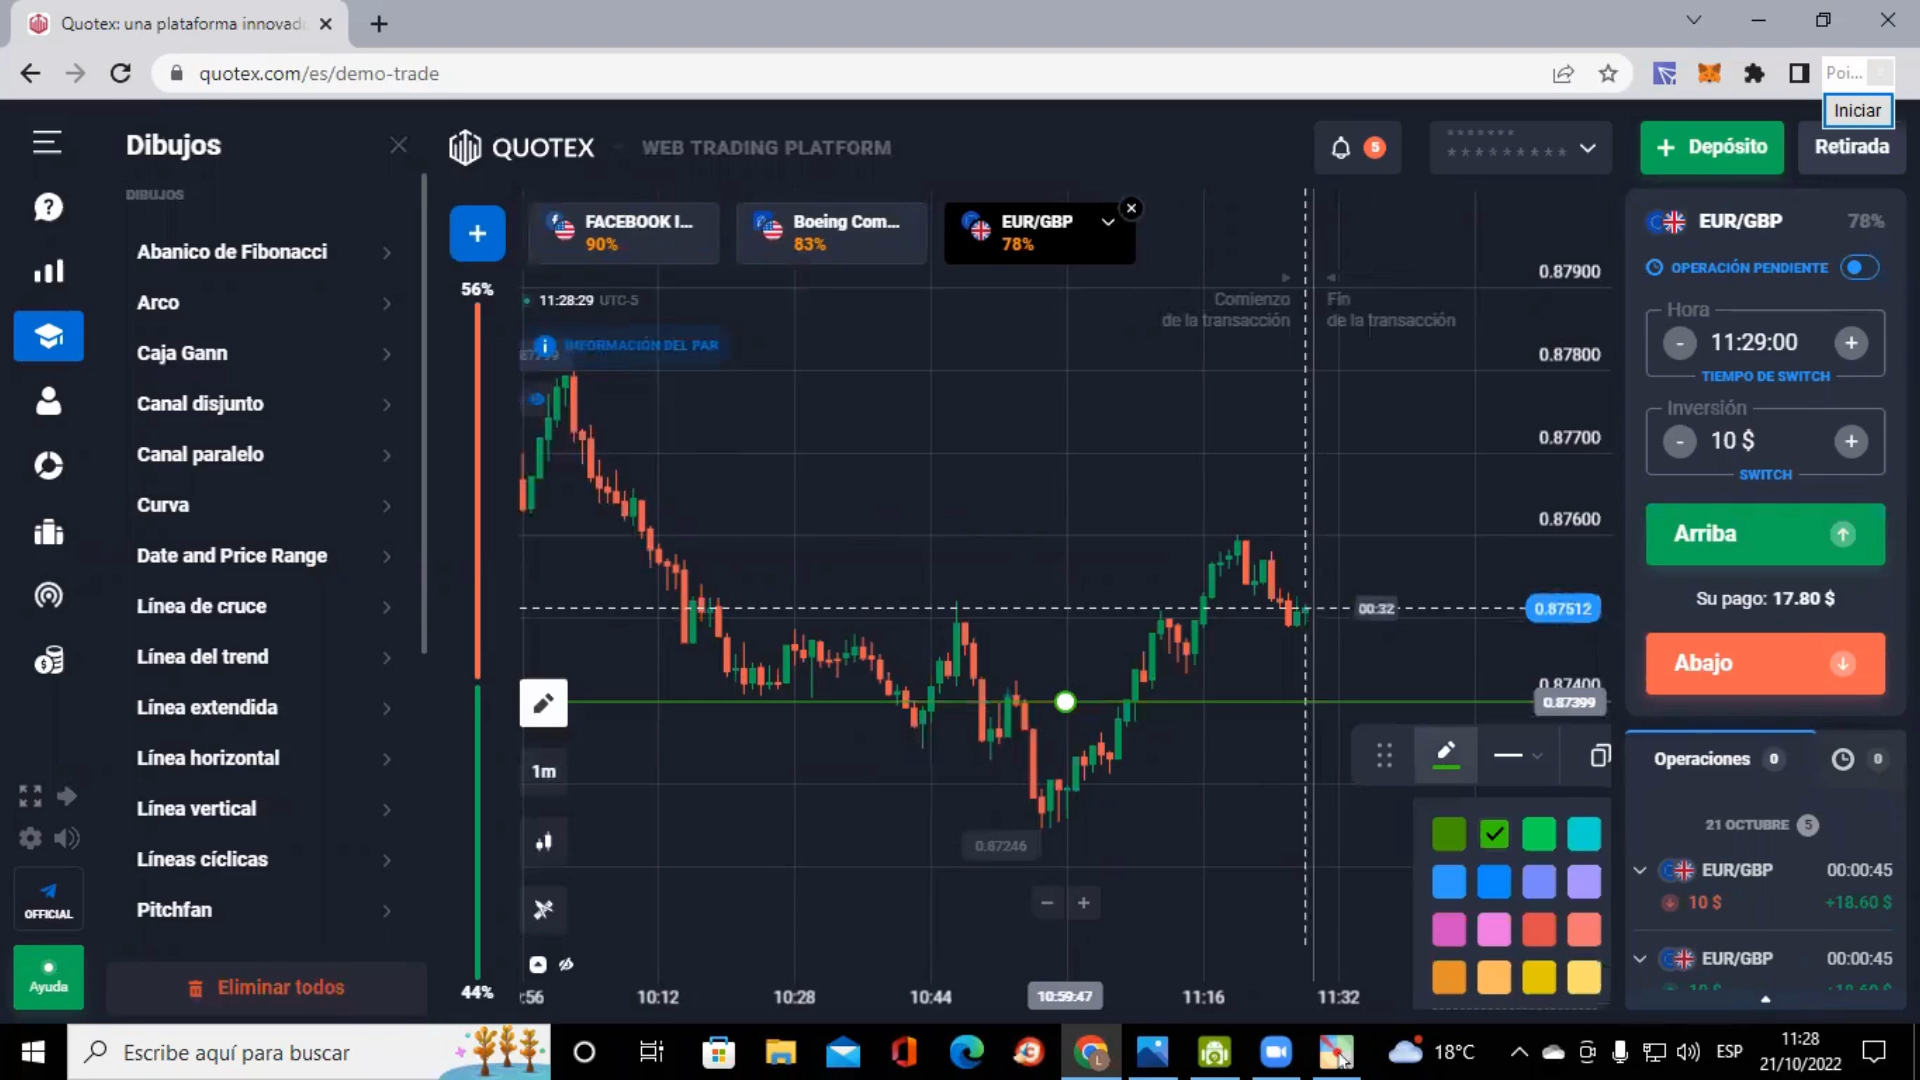 Quotex: una plataforma innovad
quotex.com/es/demo-trade
Poi...
Iniciar
Dibujos
DIBUJOS
Abanico de Fibonacci
Arco
Caja Gann
Canal disjunto
Canal paralelo
Curva
Date and Price Range
Línea de cruce
Línea del trend
Línea extendida
Línea horizontal
Línea vertical
Líneas cíclicas
Pitchfan
Eliminar todos
OFFICIAL
Ayuda
QUOTEX
WEB TRADING PLATFORM
5
*******
*********
+ Depósito
Retirada
+
FACEBOOK I...
90%
Boeing Com...
83%
EUR/GBP
78%
56%
44%
11:28:29 UTC-5
INFORMACIÓN DEL PAR
Comienzo
de la transacción
Fin
de la transacción
0.87900
0.87800
0.87700
0.87600
00:32
0.87512
0.87400
0.87399
0.87246
1m
:56
10:12
10:28
10:44
10:59:47
11:16
11:32
EUR/GBP
78%
OPERACIÓN PENDIENTE
Hora
- 11:29:00 +
TIEMPO DE SWITCH
Inversión
- 10 $ +
SWITCH
Arriba
Su pago: 17.80 $
Abajo
Operaciones 0
0
21 OCTUBRE 5
EUR/GBP 00:00:45
10 $ +18.60 $
EUR/GBP 00:00:45
10 $ +18.60 $
Escribe aquí para buscar
18°C
ESP
11:28
21/10/2022